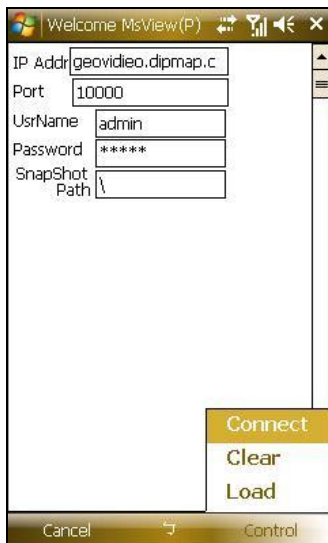 Welcome MsView(P)
IP Addr geovidieo.dipmap.c
Port 10000
UsrName admin
Password *****
SnapShot
Path \
Connect
Clear
Load
Cancel Control